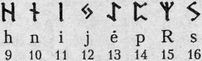 ᚺ ᚾ ᛁ ᛃ ᛇ ᛈ ᛉ ᛊ
h n i j é p R s
9 10 11 12 13 14 15 16